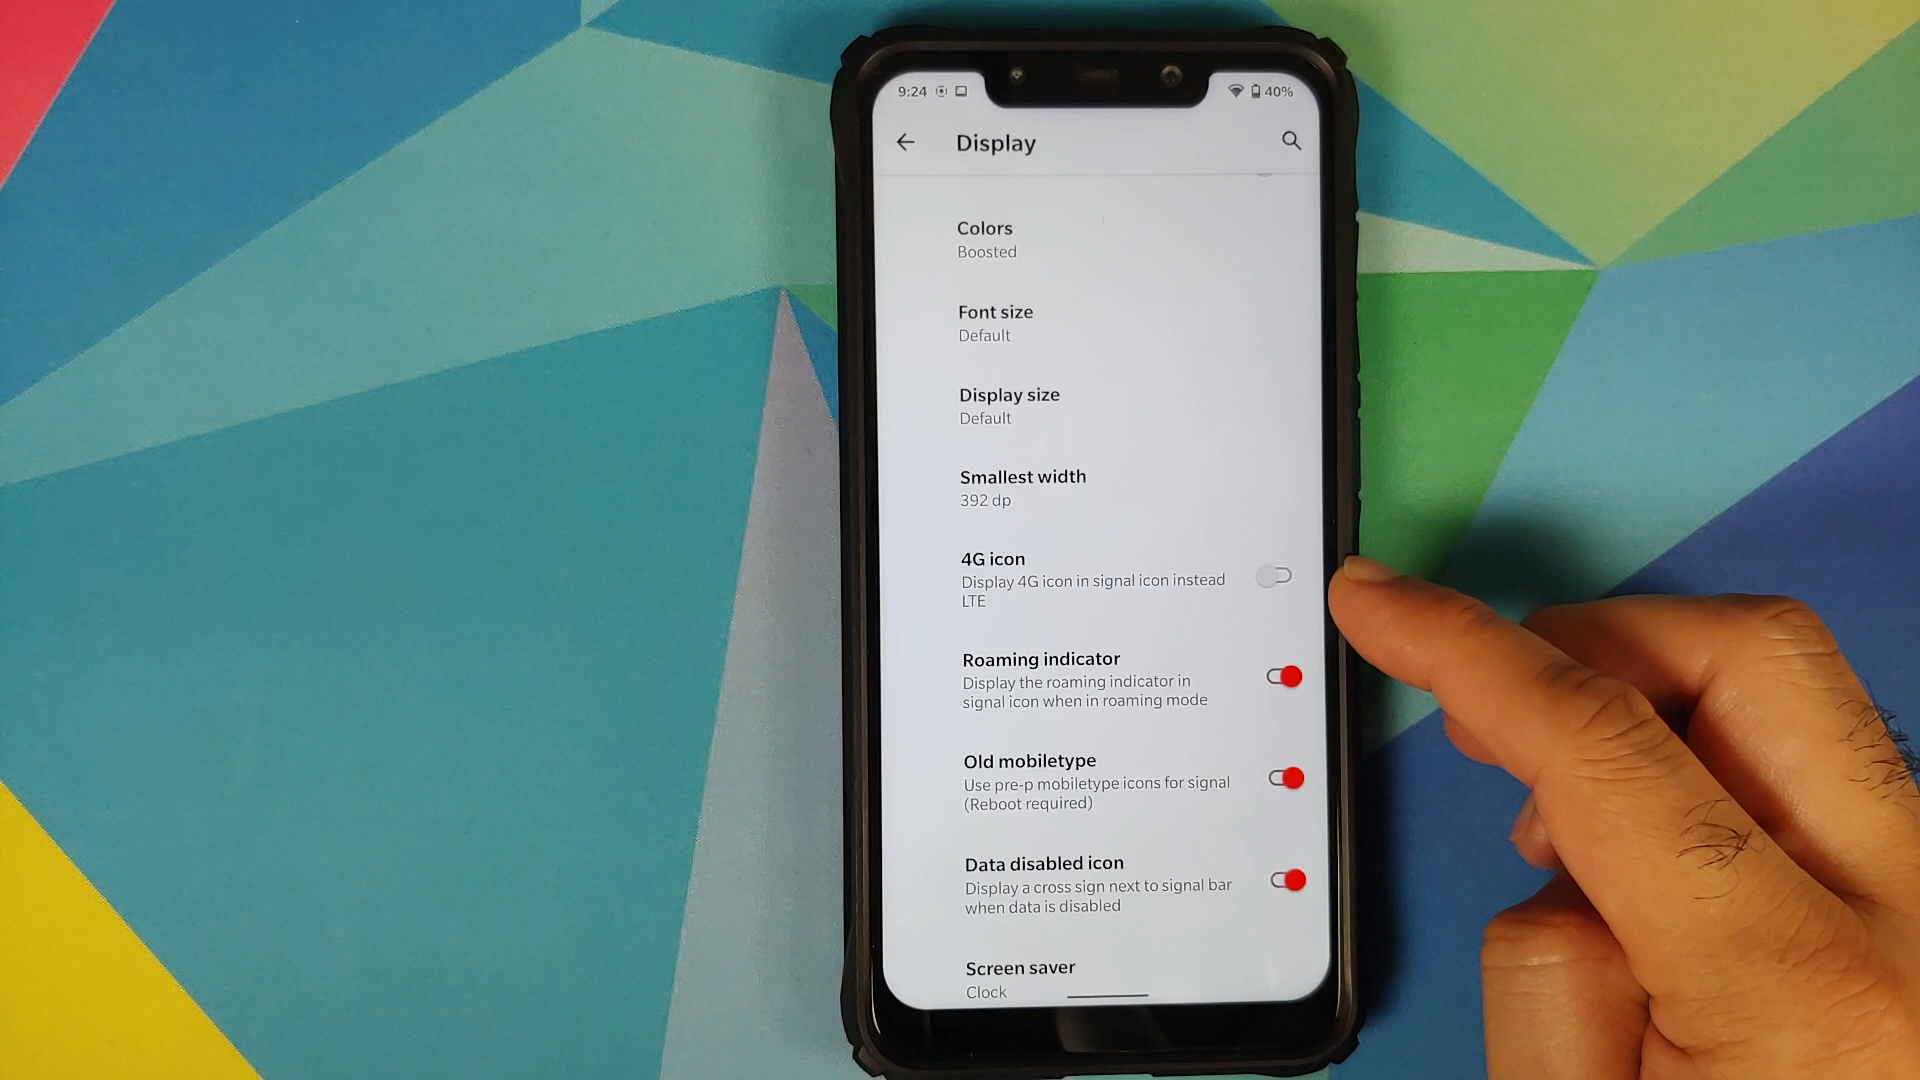 9:24
40%
Display
Colors
Boosted
Font size
Default
Display size
Default
Smallest width
392 dp
4G icon
Display 4G icon in signal icon instead
LTE
Roaming indicator
Display the roaming indicator in
signal icon when in roaming mode
Old mobiletype
Use pre-p mobiletype icons for signal
(Reboot required)
Data disabled icon
Display a cross sign next to signal bar
when data is disabled
Screen saver
Clock